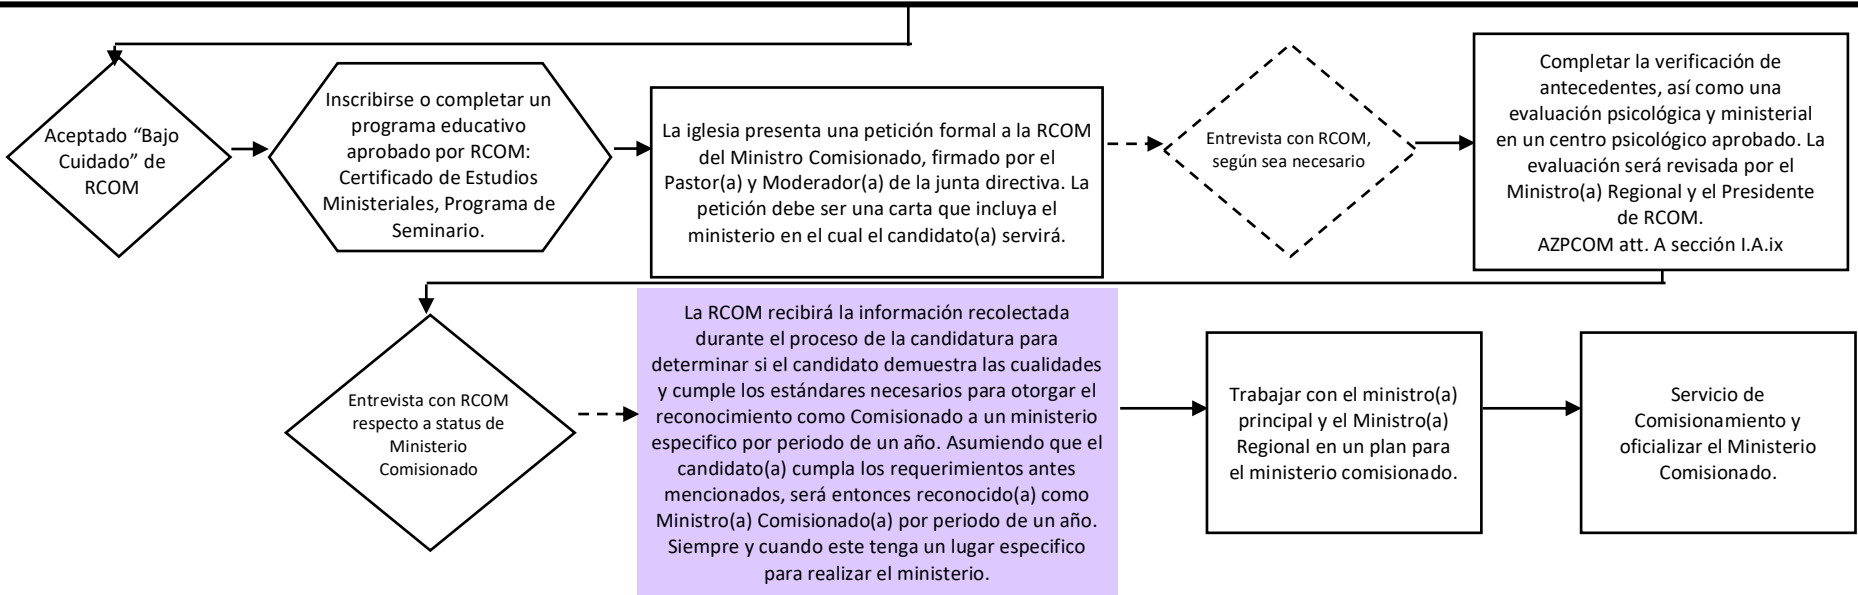 Aceptado “Bajo
Cuidado” de
RCOM
Inscribirse o completar un
programa educativo
aprobado por RCOM:
Certificado de Estudios
Ministeriales, Programa de
Seminario.
La iglesia presenta una petición formal a la RCOM
del Ministro Comisionado, firmado por el
Pastor(a) y Moderador(a) de la junta directiva. La
petición debe ser una carta que incluya el
ministerio en el cual el candidato(a) servirá.
Entrevista con RCOM,
según sea necesario
Completar la verificación de
antecedentes, así como una
evaluación psicológica y ministerial
en un centro psicológico aprobado. La
evaluación será revisada por el
Ministro(a) Regional y el Presidente
de RCOM.
AZPCOM att. A sección I.A.ix
Entrevista con RCOM
respecto a status de
Ministerio
Comisionado
La RCOM recibirá la información recolectada
durante el proceso de la candidatura para
determinar si el candidato demuestra las cualidades
y cumple los estándares necesarios para otorgar el
reconocimiento como Comisionado a un ministerio
especifico por periodo de un año. Asumiendo que el
candidato(a) cumpla los requerimientos antes
mencionados, será entonces reconocido(a) como
Ministro(a) Comisionado(a) por periodo de un año.
Siempre y cuando este tenga un lugar especifico
para realizar el ministerio.
Trabajar con el ministro(a)
principal y el Ministro(a)
Regional en un plan para
el ministerio comisionado.
Servicio de
Comisionamiento y
oficializar el Ministerio
Comisionado.